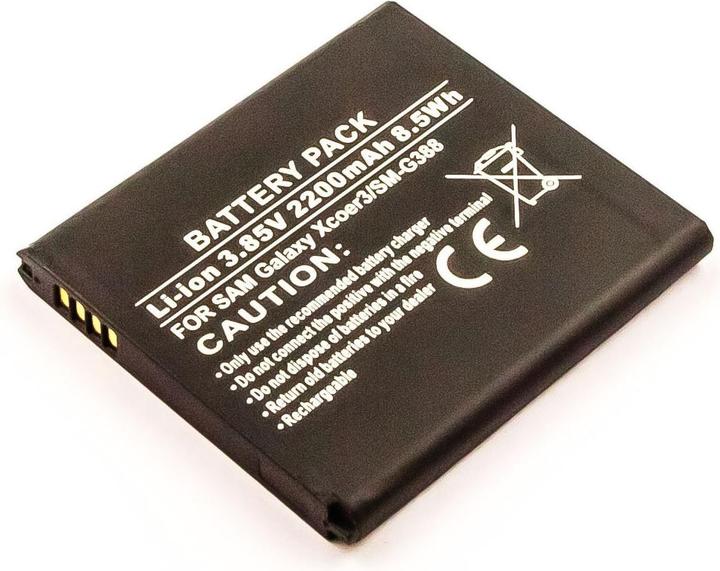 BATTERY PACK
Li-ion 3.85V 2200mAh 8.5Wh
FOR SAM Galaxy Xcoer3/SM-G388
CAUTION:
•Only use the recommended battery charger
•Do not connect the positive with the negative terminal
•Do not dispose of batteries in a fire
•Return old batteries to your dealer
•Rechargeable
CE